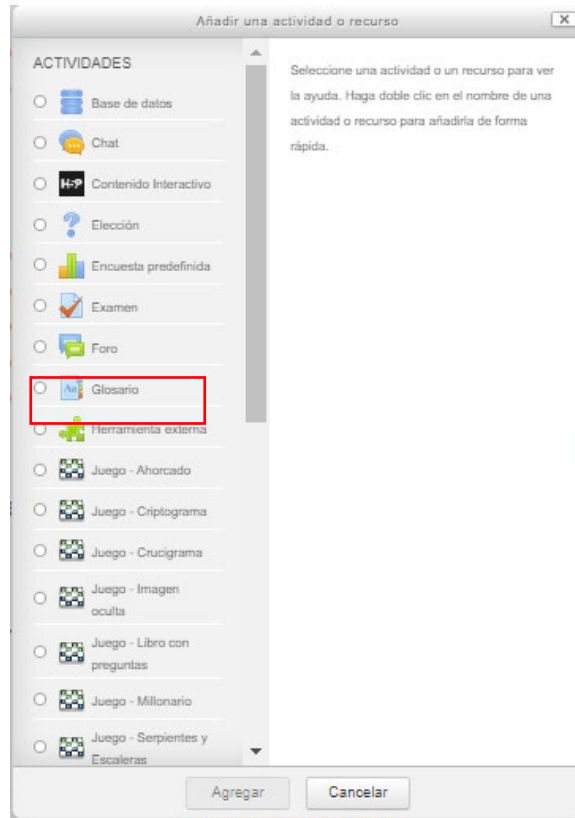 Añadir una actividad o recurso
X
ACTIVIDADES
Base de datos
Chat
H-P Contenido Interactivo
Elección
Encuesta predefinida
Examen
Foro
Aa Glosario
Herramienta externa
Juego - Ahorcado
Juego - Criptograma
Juego - Crucigrama
Juego - Imagen
oculta
Juego - Libro con
preguntas
Juego - Millonario
Juego - Serpientes y
Escaleras
Seleccione una actividad o un recurso para ver
la ayuda. Haga doble clic en el nombre de una
actividad o recurso para añadirla de forma
rápida.
Agregar
Cancelar